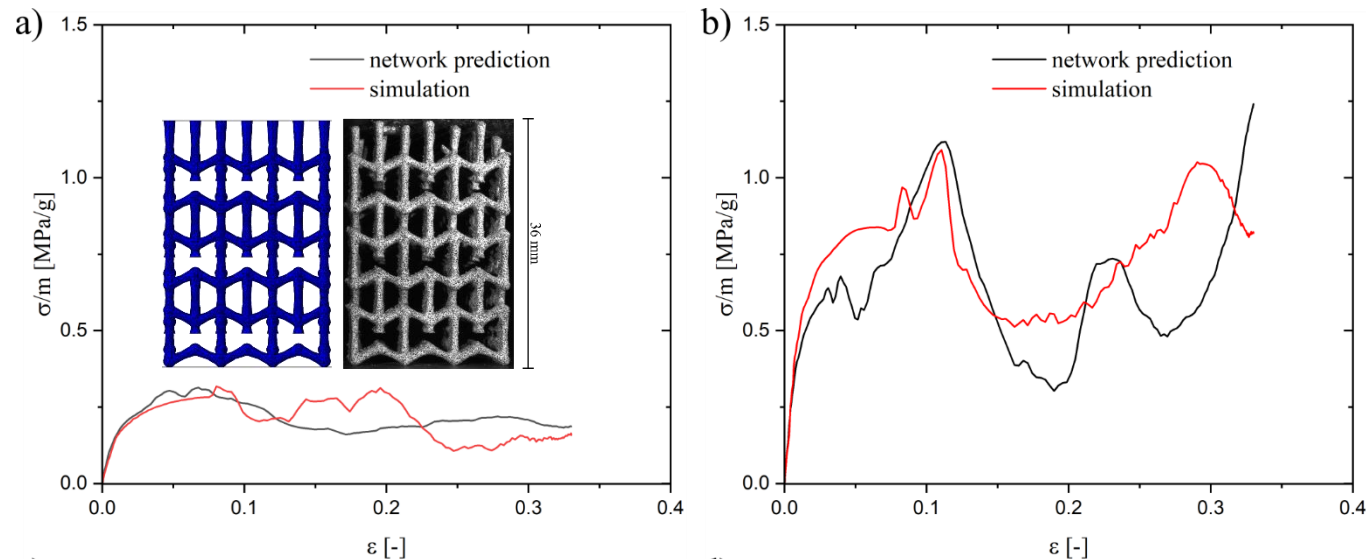 a)
1.5
1.0
0.5
0.0
σ/m [MPa/g]
network prediction
simulation
36 mm
0.0 0.1 0.2 0.3 0.4
ε [-]
b)
1.5
1.0
0.5
0.0
σ/m [MPa/g]
network prediction
simulation
0.0 0.1 0.2 0.3 0.4
ε [-]